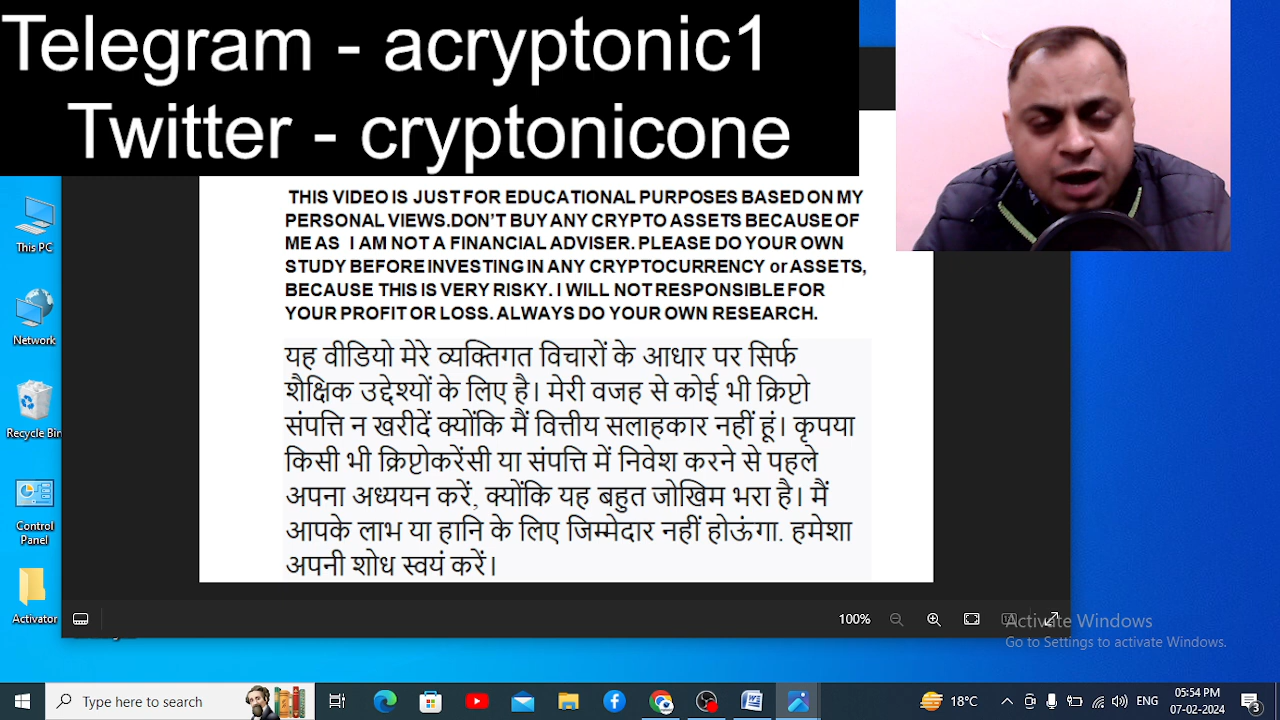 Telegram - acryptonic1
Twitter - cryptonicone
THIS VIDEO IS JUST FOR EDUCATIONAL PURPOSES BASED ON MY
PERSONAL VIEWS.DON'T BUY ANY CRYPTO ASSETS BECAUSE OF
ME AS I AM NOT A FINANCIAL ADVISER. PLEASE DO YOUR OWN
STUDY BEFORE INVESTING IN ANY CRYPTOCURRENCY or ASSETS,
BECAUSE THIS IS VERY RISKY. I WILL NOT RESPONSIBLE FOR
YOUR PROFIT OR LOSS. ALWAYS DO YOUR OWN RESEARCH.
यह वीडियो मेरे व्यक्तिगत विचारों के आधार पर सिर्फ
शैक्षिक उद्देश्यों के लिए है। मेरी वजह से कोई भी क्रिप्टो
संपत्ति न खरीदें क्योंकि मैं वित्तीय सलाहकार नहीं हूं। कृपया
किसी भी क्रिप्टोकरेंसी या संपत्ति में निवेश करने से पहले
अपना अध्ययन करें, क्योंकि यह बहुत जोखिम भरा है। मैं
आपके लाभ या हानि के लिए जिम्मेदार नहीं होऊंगा. हमेशा
अपनी शोध स्वयं करें।
This PC
Network
Recycle Bin
Control
Panel
Activator
100%
Activate Windows
Go to Settings to activate Windows.
Type here to search
18°C
ENG
05:54 PM
07-02-2024
3